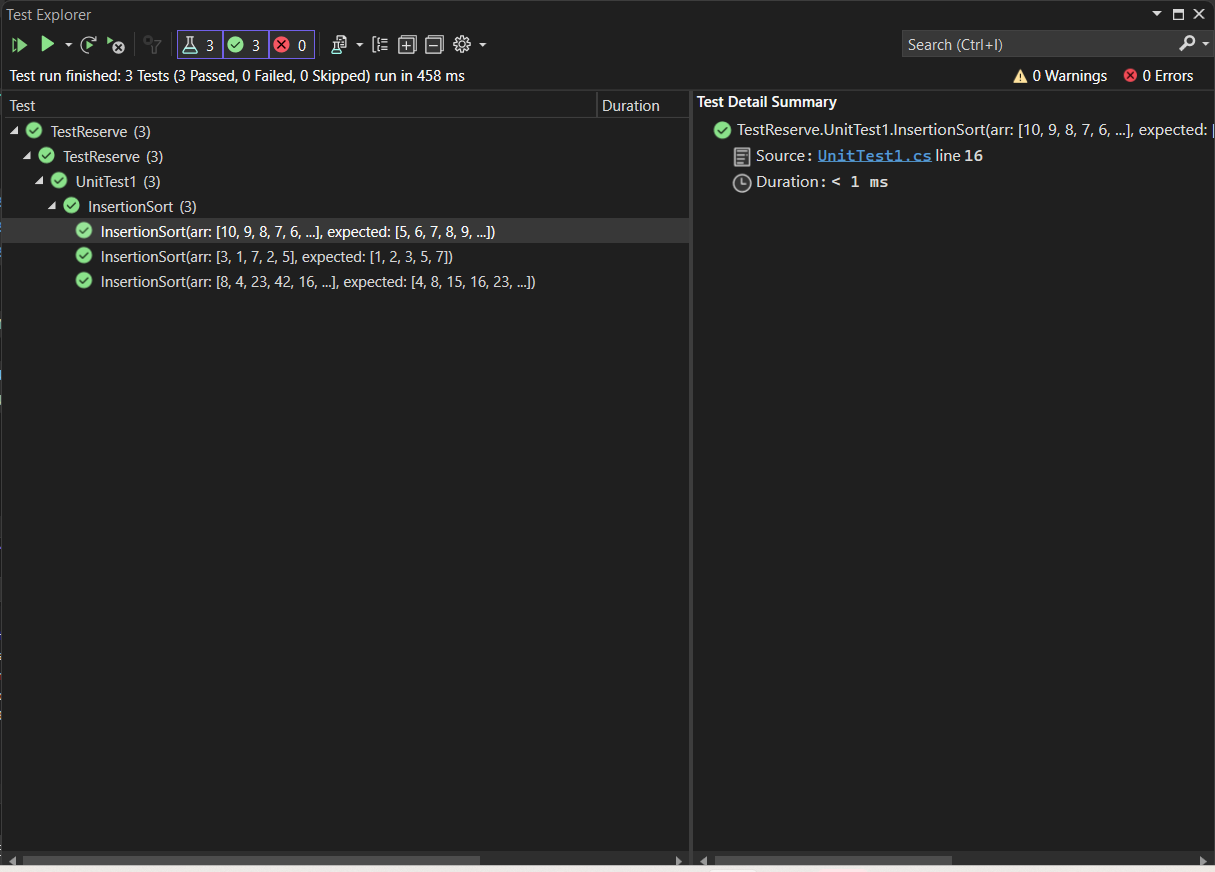 Test Explorer
3 3 0
Search (Ctrl+I)
Test run finished: 3 Tests (3 Passed, 0 Failed, 0 Skipped) run in 458 ms
0 Warnings 0 Errors
Test Duration
TestReserve (3)
TestReserve (3)
UnitTest1 (3)
InsertionSort (3)
InsertionSort(arr: [10, 9, 8, 7, 6, ...], expected: [5, 6, 7, 8, 9, ...])
InsertionSort(arr: [3, 1, 7, 2, 5], expected: [1, 2, 3, 5, 7])
InsertionSort(arr: [8, 4, 23, 42, 16, ...], expected: [4, 8, 15, 16, 23, ...])
Test Detail Summary
TestReserve.UnitTest1.InsertionSort(arr: [10, 9, 8, 7, 6, ...], expected: [
Source: UnitTest1.cs line 16
Duration: < 1 ms